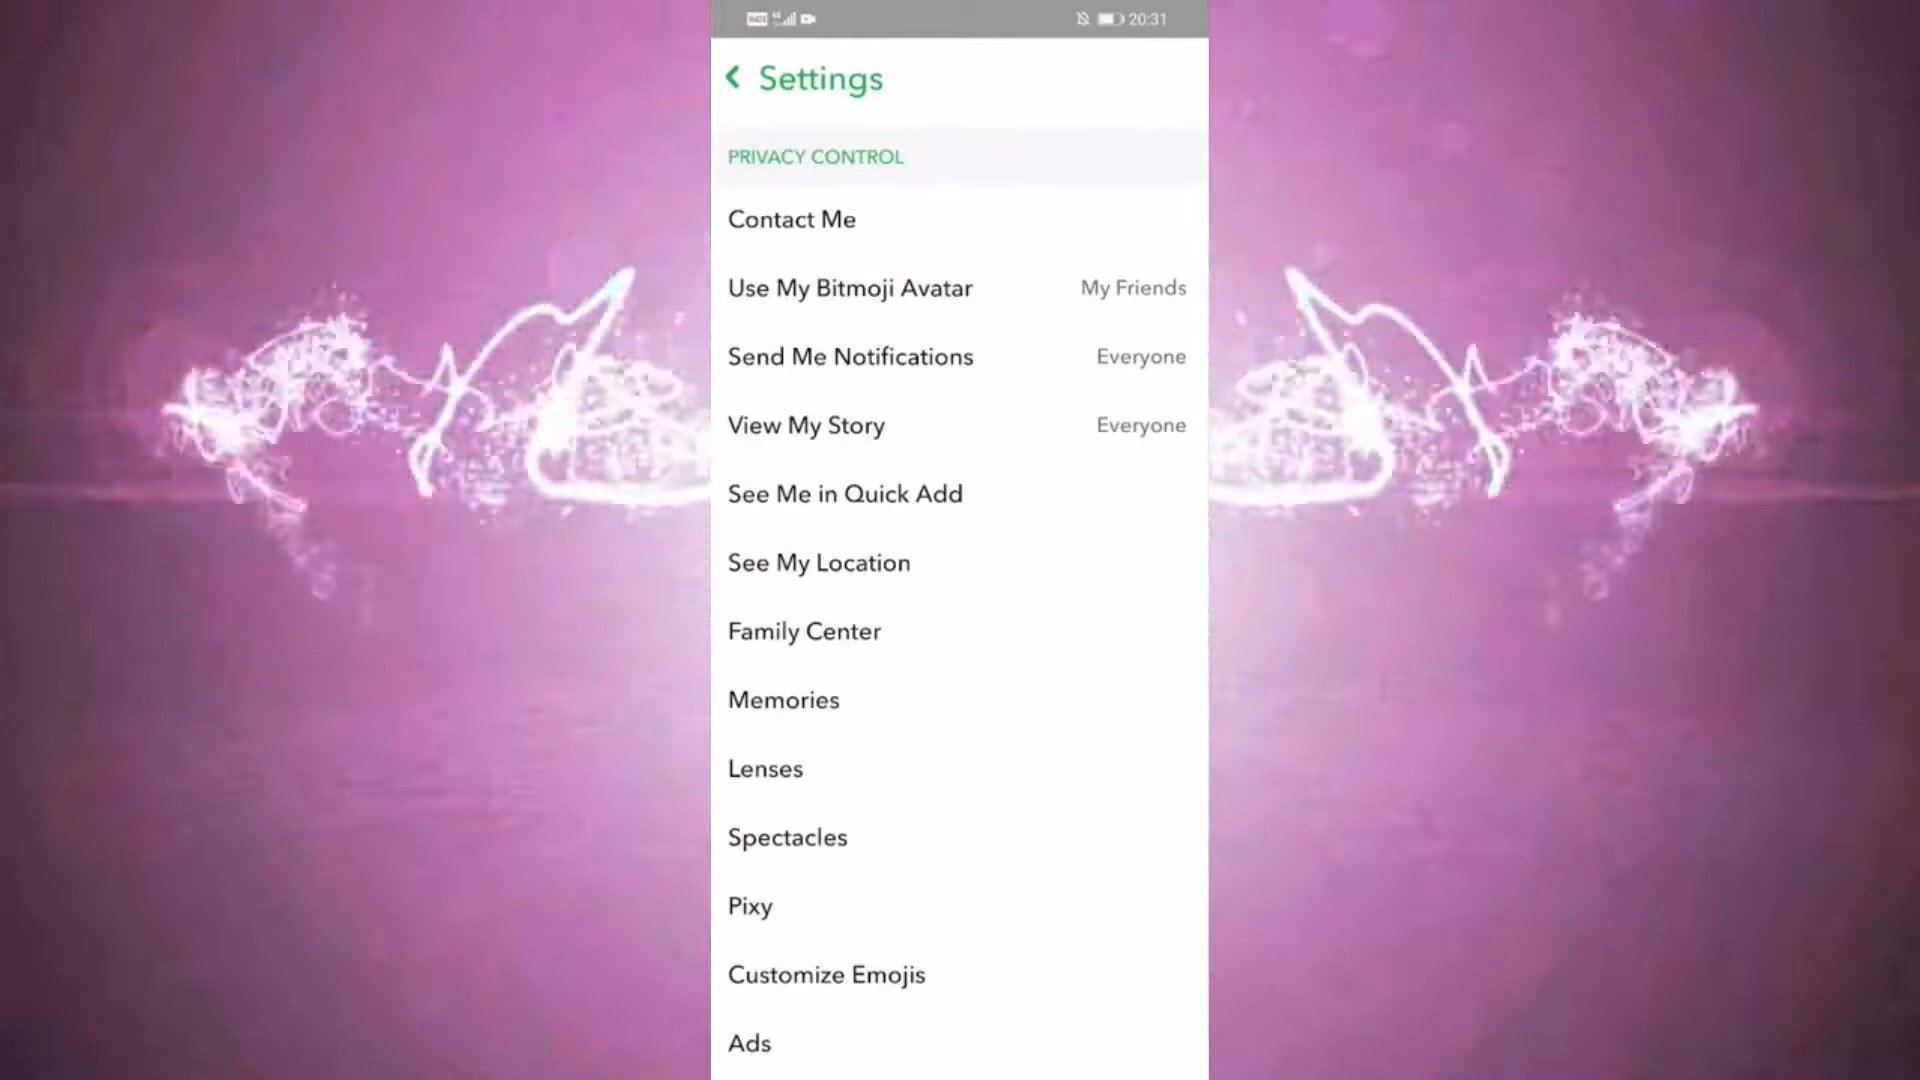 20:31
Settings
PRIVACY CONTROL
Contact Me
Use My Bitmoji Avatar My Friends
Send Me Notifications Everyone
View My Story Everyone
See Me in Quick Add
See My Location
Family Center
Memories
Lenses
Spectacles
Pixy
Customize Emojis
Ads